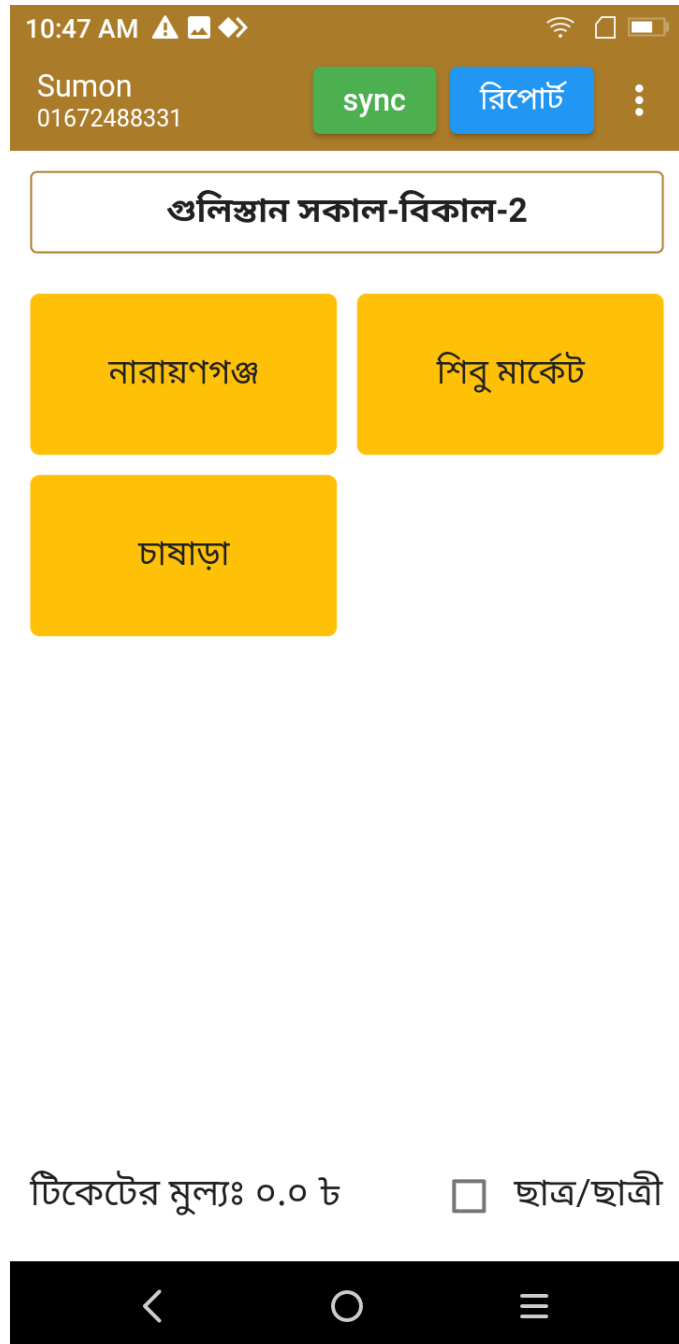 10:47 AM
Sumon
01672488331
sync
রিপোর্ট
গুলিস্তান সকাল-বিকাল-2
নারায়ণগঞ্জ
শিবু মার্কেট
চাষাড়া
টিকেটের মুল্যঃ ০.০ ৳
ছাত্র/ছাত্রী